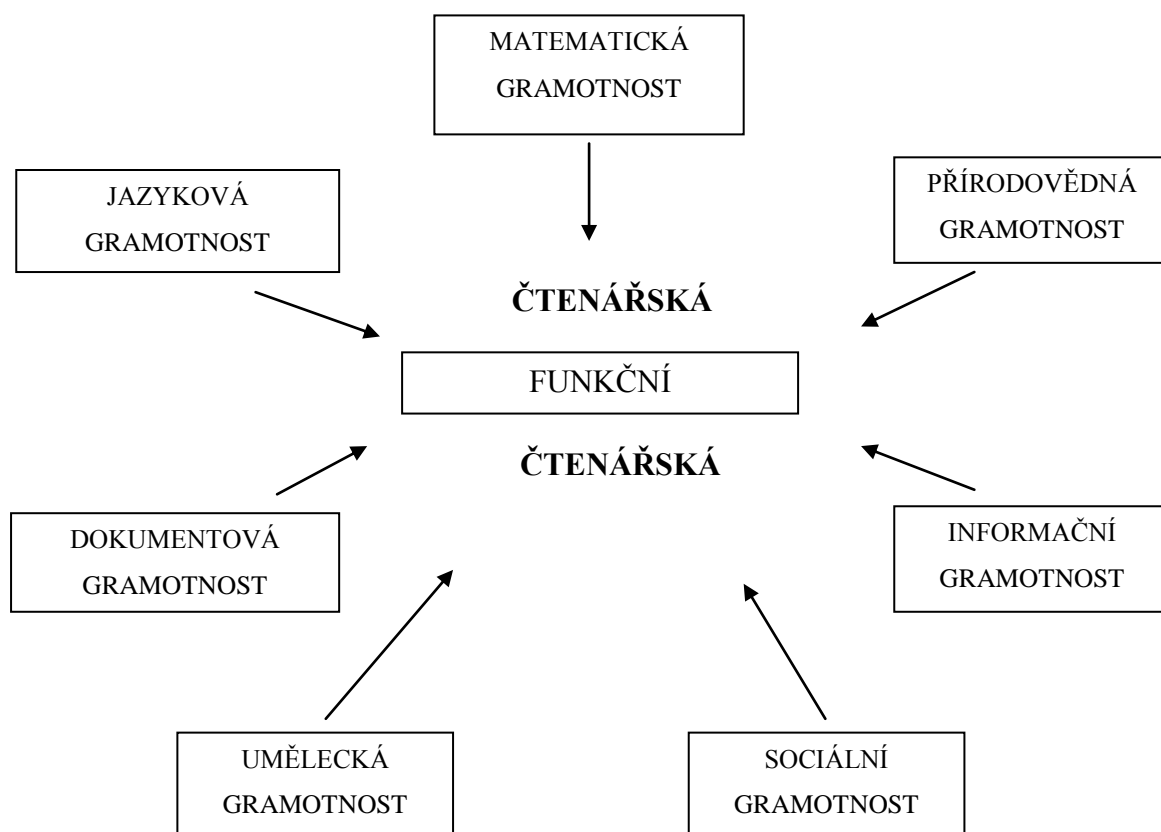 MATEMATICKÁ
GRAMOTNOST
JAZYKOVÁ
GRAMOTNOST
PŘÍRODOVĚDNÁ
GRAMOTNOST
ČTENÁŘSKÁ
FUNKČNÍ
ČTENÁŘSKÁ
DOKUMENTOVÁ
GRAMOTNOST
INFORMAČNÍ
GRAMOTNOST
UMĚLECKÁ
GRAMOTNOST
SOCIÁLNÍ
GRAMOTNOST